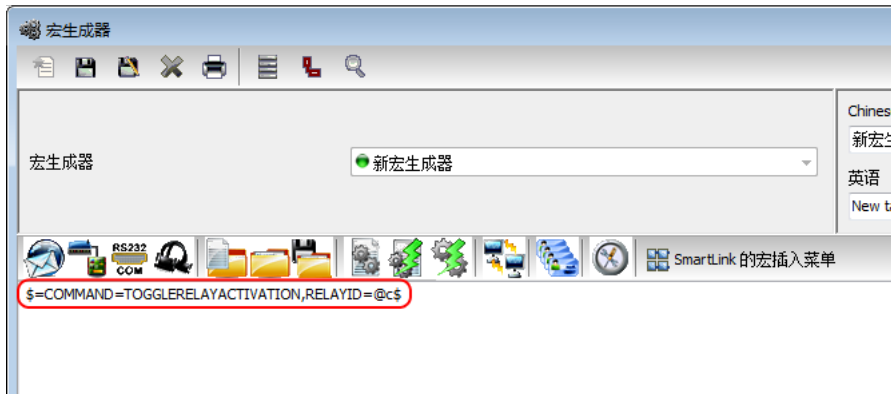 宏生成器
Chines
宏生成器
新宏生成器
新宏生
英语
New ta
RS232
COM
SmartLink 的宏插入菜单
$=COMMAND=TOGGLERELAYACTIVATION,RELAYID=@c$